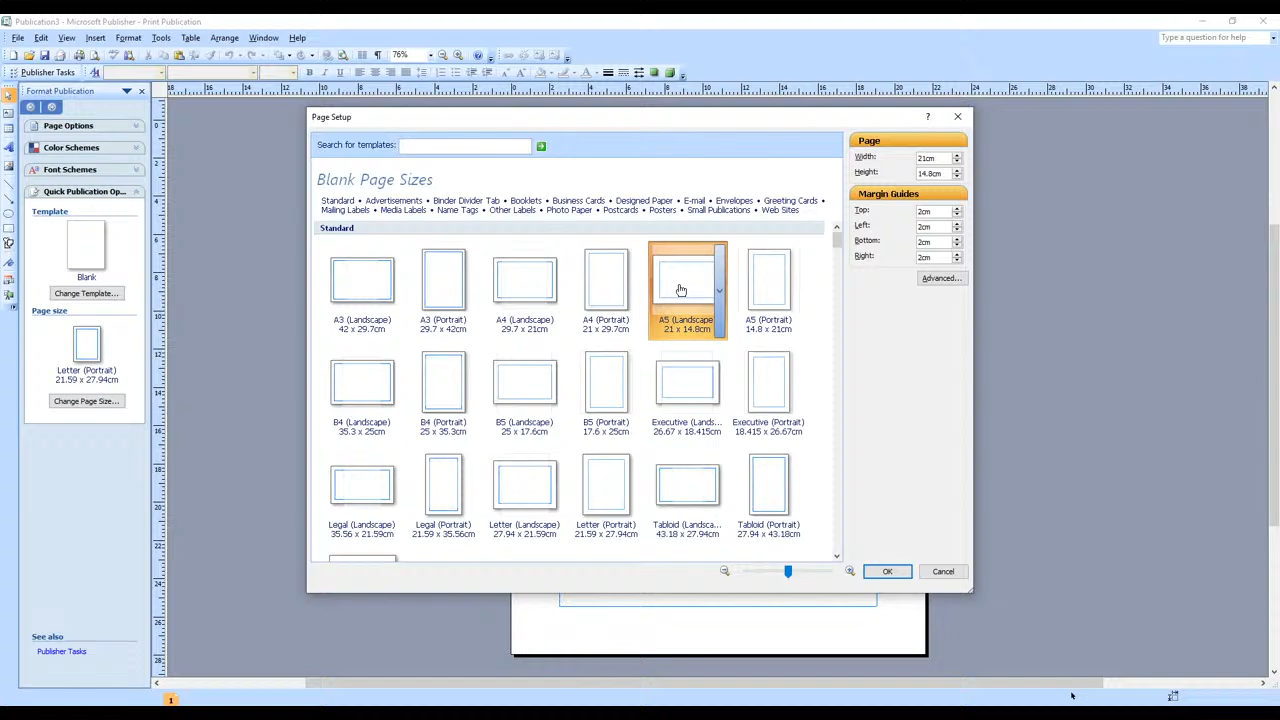 Publication3 - Microsoft Publisher - Print Publication
File Edit View Insert Format Tools Table Arrange Window Help
Type a question for help
76%
Publisher Tasks
Format Publication
Page Options
Color Schemes
Font Schemes
Quick Publication Op...
Template
Blank
Change Template...
Page size
Letter (Portrait)
21.59 x 27.94cm
Change Page Size...
See also
Publisher Tasks
Page Setup
Search for templates:
Blank Page Sizes
Standard • Advertisements • Binder Divider Tab • Booklets • Business Cards • Designed Paper • E-mail • Envelopes • Greeting Cards •
Mailing Labels • Media Labels • Name Tags • Other Labels • Photo Paper • Postcards • Posters • Small Publications • Web Sites
Standard
A3 (Landscape) A3 (Portrait) A4 (Landscape) A4 (Portrait) A5 (Landscape A5 (Portrait)
42 x 29.7cm 29.7 x 42cm 29.7 x 21cm 21 x 29.7cm 21 x 14.8cm 14.8 x 21cm
B4 (Landscape) B4 (Portrait) B5 (Landscape) B5 (Portrait) Executive (Lands... Executive (Portrait)
35.3 x 25cm 25 x 35.3cm 25 x 17.6cm 17.6 x 25cm 26.67 x 18.415cm 18.415 x 26.67cm
Legal (Landscape) Legal (Portrait) Letter (Landscape) Letter (Portrait) Tabloid (Landsca... Tabloid (Portrait)
35.56 x 21.59cm 21.59 x 35.56cm 27.94 x 21.59cm 21.59 x 27.94cm 43.18 x 27.94cm 27.94 x 43.18cm
Page
Width: 21cm
Height: 14.8cm
Margin Guides
Top: 2cm
Left: 2cm
Bottom: 2cm
Right: 2cm
Advanced...
OK Cancel
1